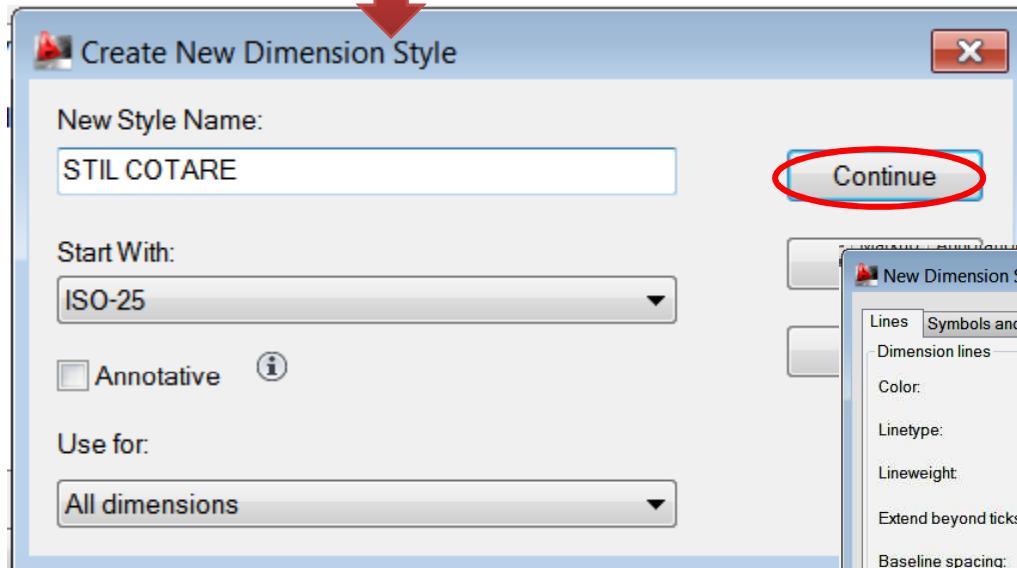 Create New Dimension Style
New Style Name:
STIL COTARE
Continue
Start With:
ISO-25
Annotative
Use for:
All dimensions
New Dimension
Lines Symbols and
Dimension lines
Color:
Linetype:
Lineweight:
Extend beyond ticks
Baseline spacing: